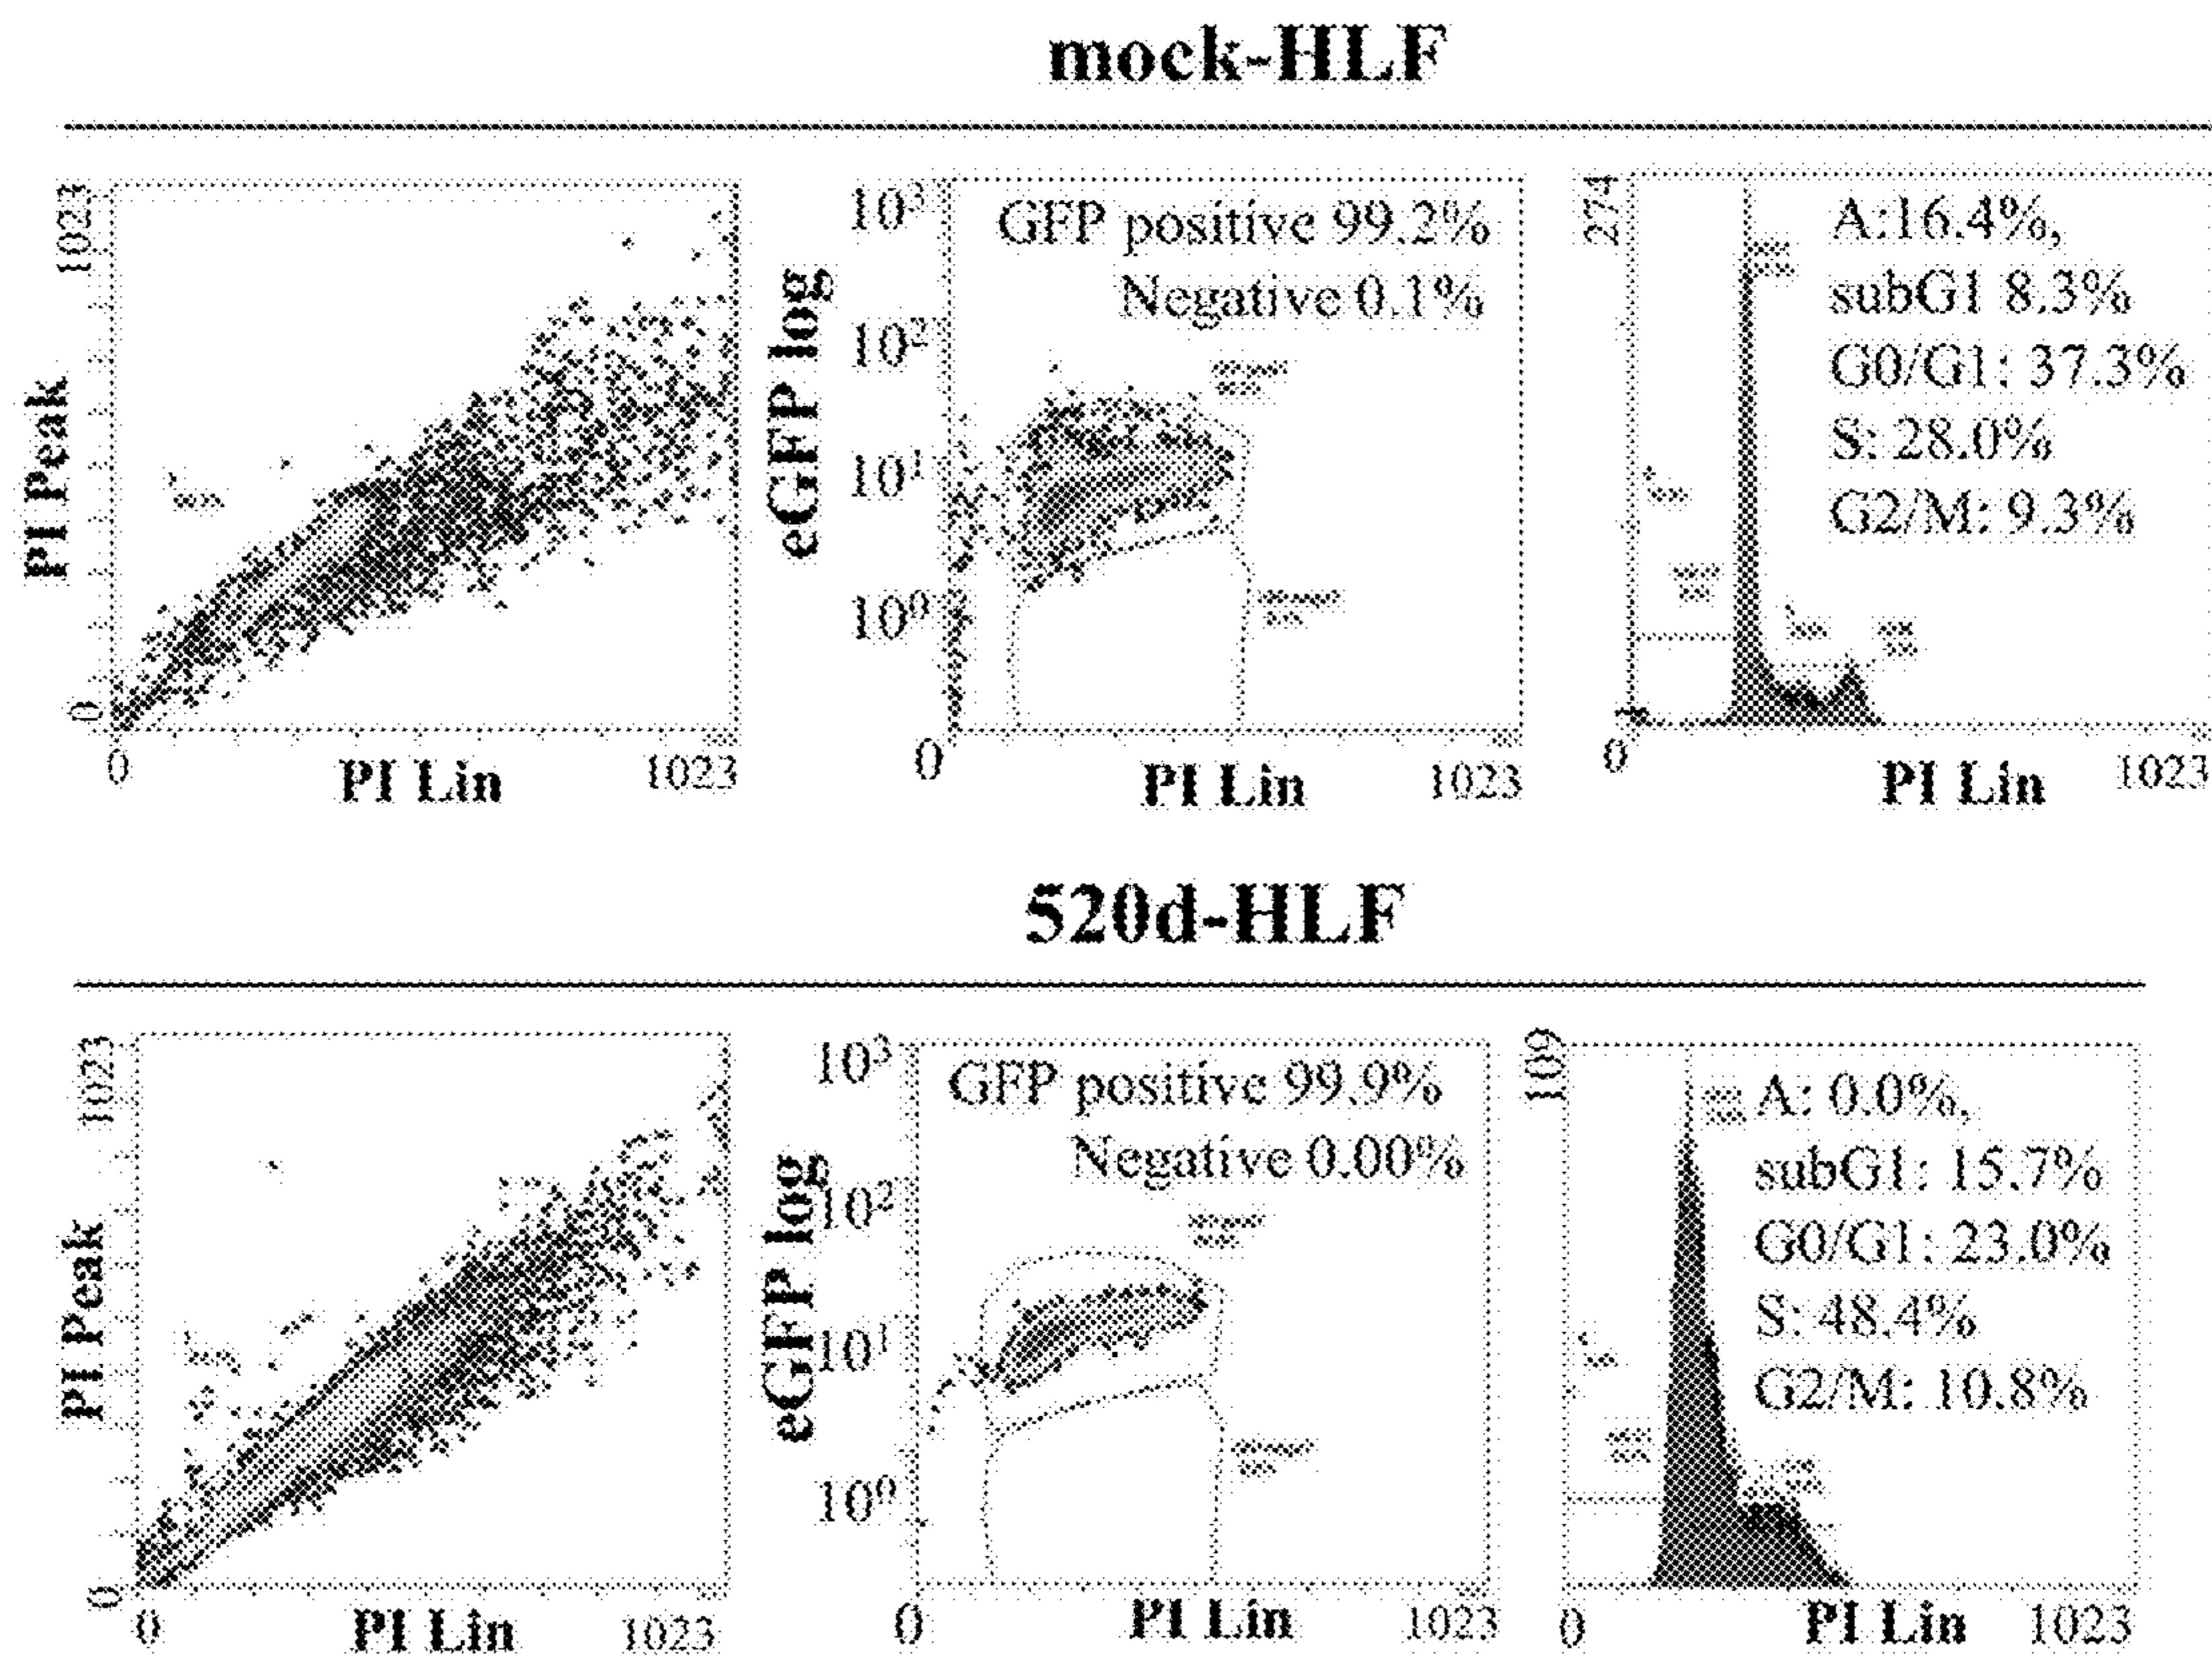 mock-HLF
1023
PI Peak
0
0
PI Lin
1023
10³
10²
10¹
10⁰
eGFP log
GFP positive 99.2%
Negative 0.1%
0
PI Lin
1023
274
A:16.4%,
subG1 8.3%
G0/G1: 37.3%
S: 28.0%
G2/M: 9.3%
0
PI Lin
1023
520d-HLF
1023
PI Peak
0
0
PI Lin
1023
10³
10²
10¹
10⁰
eGFP log
GFP positive 99.9%
Negative 0.00%
0
PI Lin
1023
109
A: 0.0%,
subG1: 15.7%
G0/G1: 23.0%
S: 48.4%
G2/M: 10.8%
0
PI Lin
1023